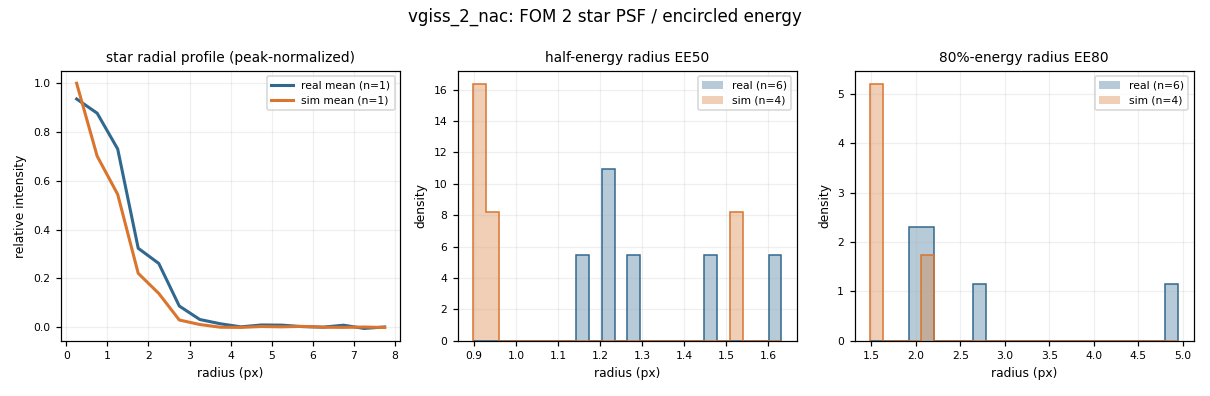 vgiss_2_nac: FOM 2 star PSF / encircled energy
star radial profile (peak-normalized)
real mean (n=1)
sim mean (n=1)
relative intensity
1.0
0.8
0.6
0.4
0.2
0.0
0 1 2 3 4 5 6 7 8
radius (px)
half-energy radius EE50
real (n=6)
sim (n=4)
density
16
14
12
10
8
6
4
2
0
0.9 1.0 1.1 1.2 1.3 1.4 1.5 1.6
radius (px)
80%-energy radius EE80
real (n=6)
sim (n=4)
density
5
4
3
2
1
0
1.5 2.0 2.5 3.0 3.5 4.0 4.5 5.0
radius (px)